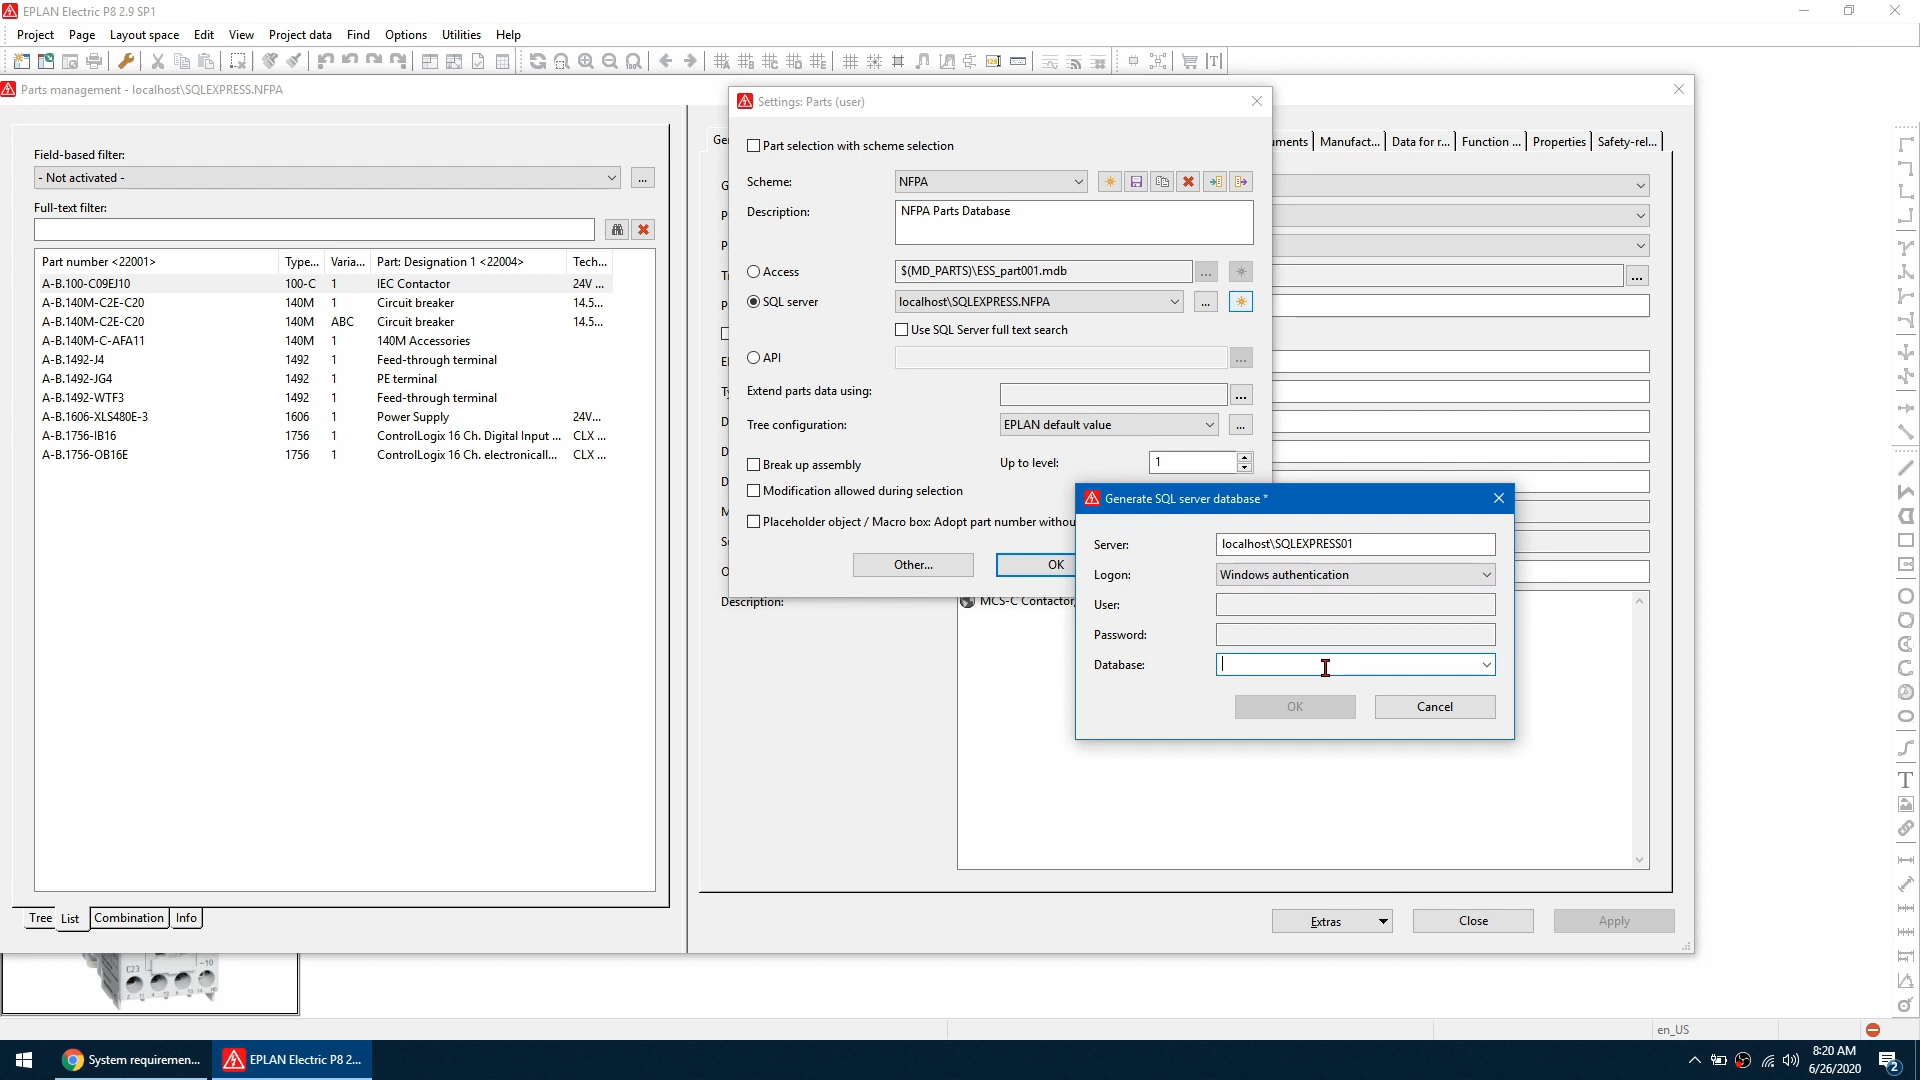 EPLAN Electric P8 2.9 SP1
Project Page Layout space Edit View Project data Find Options Utilities Help
Parts management - localhost\SQLEXPRESS.NFPA
Field-based filter:
- Not activated -
...
Full-text filter:
Part number <22001> Type... Varia... Part: Designation 1 <22004> Tech...
A-B.100-C09EJ10 100-C 1 IEC Contactor 24V ...
A-B.140M-C2E-C20 140M 1 Circuit breaker 14.5...
A-B.140M-C2E-C20 140M ABC Circuit breaker 14.5...
A-B.140M-C-AFA11 140M 1 140M Accessories
A-B.1492-J4 1492 1 Feed-through terminal
A-B.1492-JG4 1492 1 PE terminal
A-B.1492-WTF3 1492 1 Feed-through terminal
A-B.1606-XLS480E-3 1606 1 Power Supply 24V...
A-B.1756-IB16 1756 1 ControlLogix 16 Ch. Digital Input ... CLX ...
A-B.1756-OB16E 1756 1 ControlLogix 16 Ch. electronicall... CLX ...
Tree List Combination Info
C23
Settings: Parts (user)
Part selection with scheme selection
Scheme: NFPA
Description: NFPA Parts Database
Access $(MD_PARTS)\ESS_part001.mdb ...
SQL server localhost\SQLEXPRESS.NFPA ...
Use SQL Server full text search
API ...
Extend parts data using: ...
Tree configuration: EPLAN default value ...
Break up assembly Up to level: 1
Modification allowed during selection
Placeholder object / Macro box: Adopt part number withou
Other... OK
Manufact... Data for r... Function ... Properties Safety-rel...
...
Description: MCS-C Contactor,
Generate SQL server database *
Server: localhost\SQLEXPRESS01
Logon: Windows authentication
User:
Password:
Database:
OK Cancel
Extras Close Apply
en_US
System requiremen... EPLAN Electric P8 2...
8:20 AM
6/26/2020
2